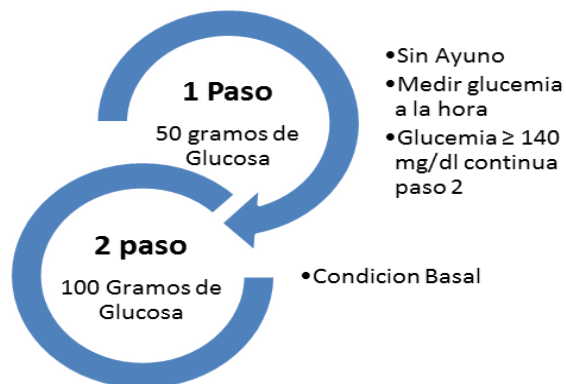 1 Paso
50 gramos de
Glucosa
•Sin Ayuno
•Medir glucemia
a la hora
•Glucemia ≥ 140
mg/dl continua
paso 2
2 paso
100 Gramos de
Glucosa
•Condicion Basal